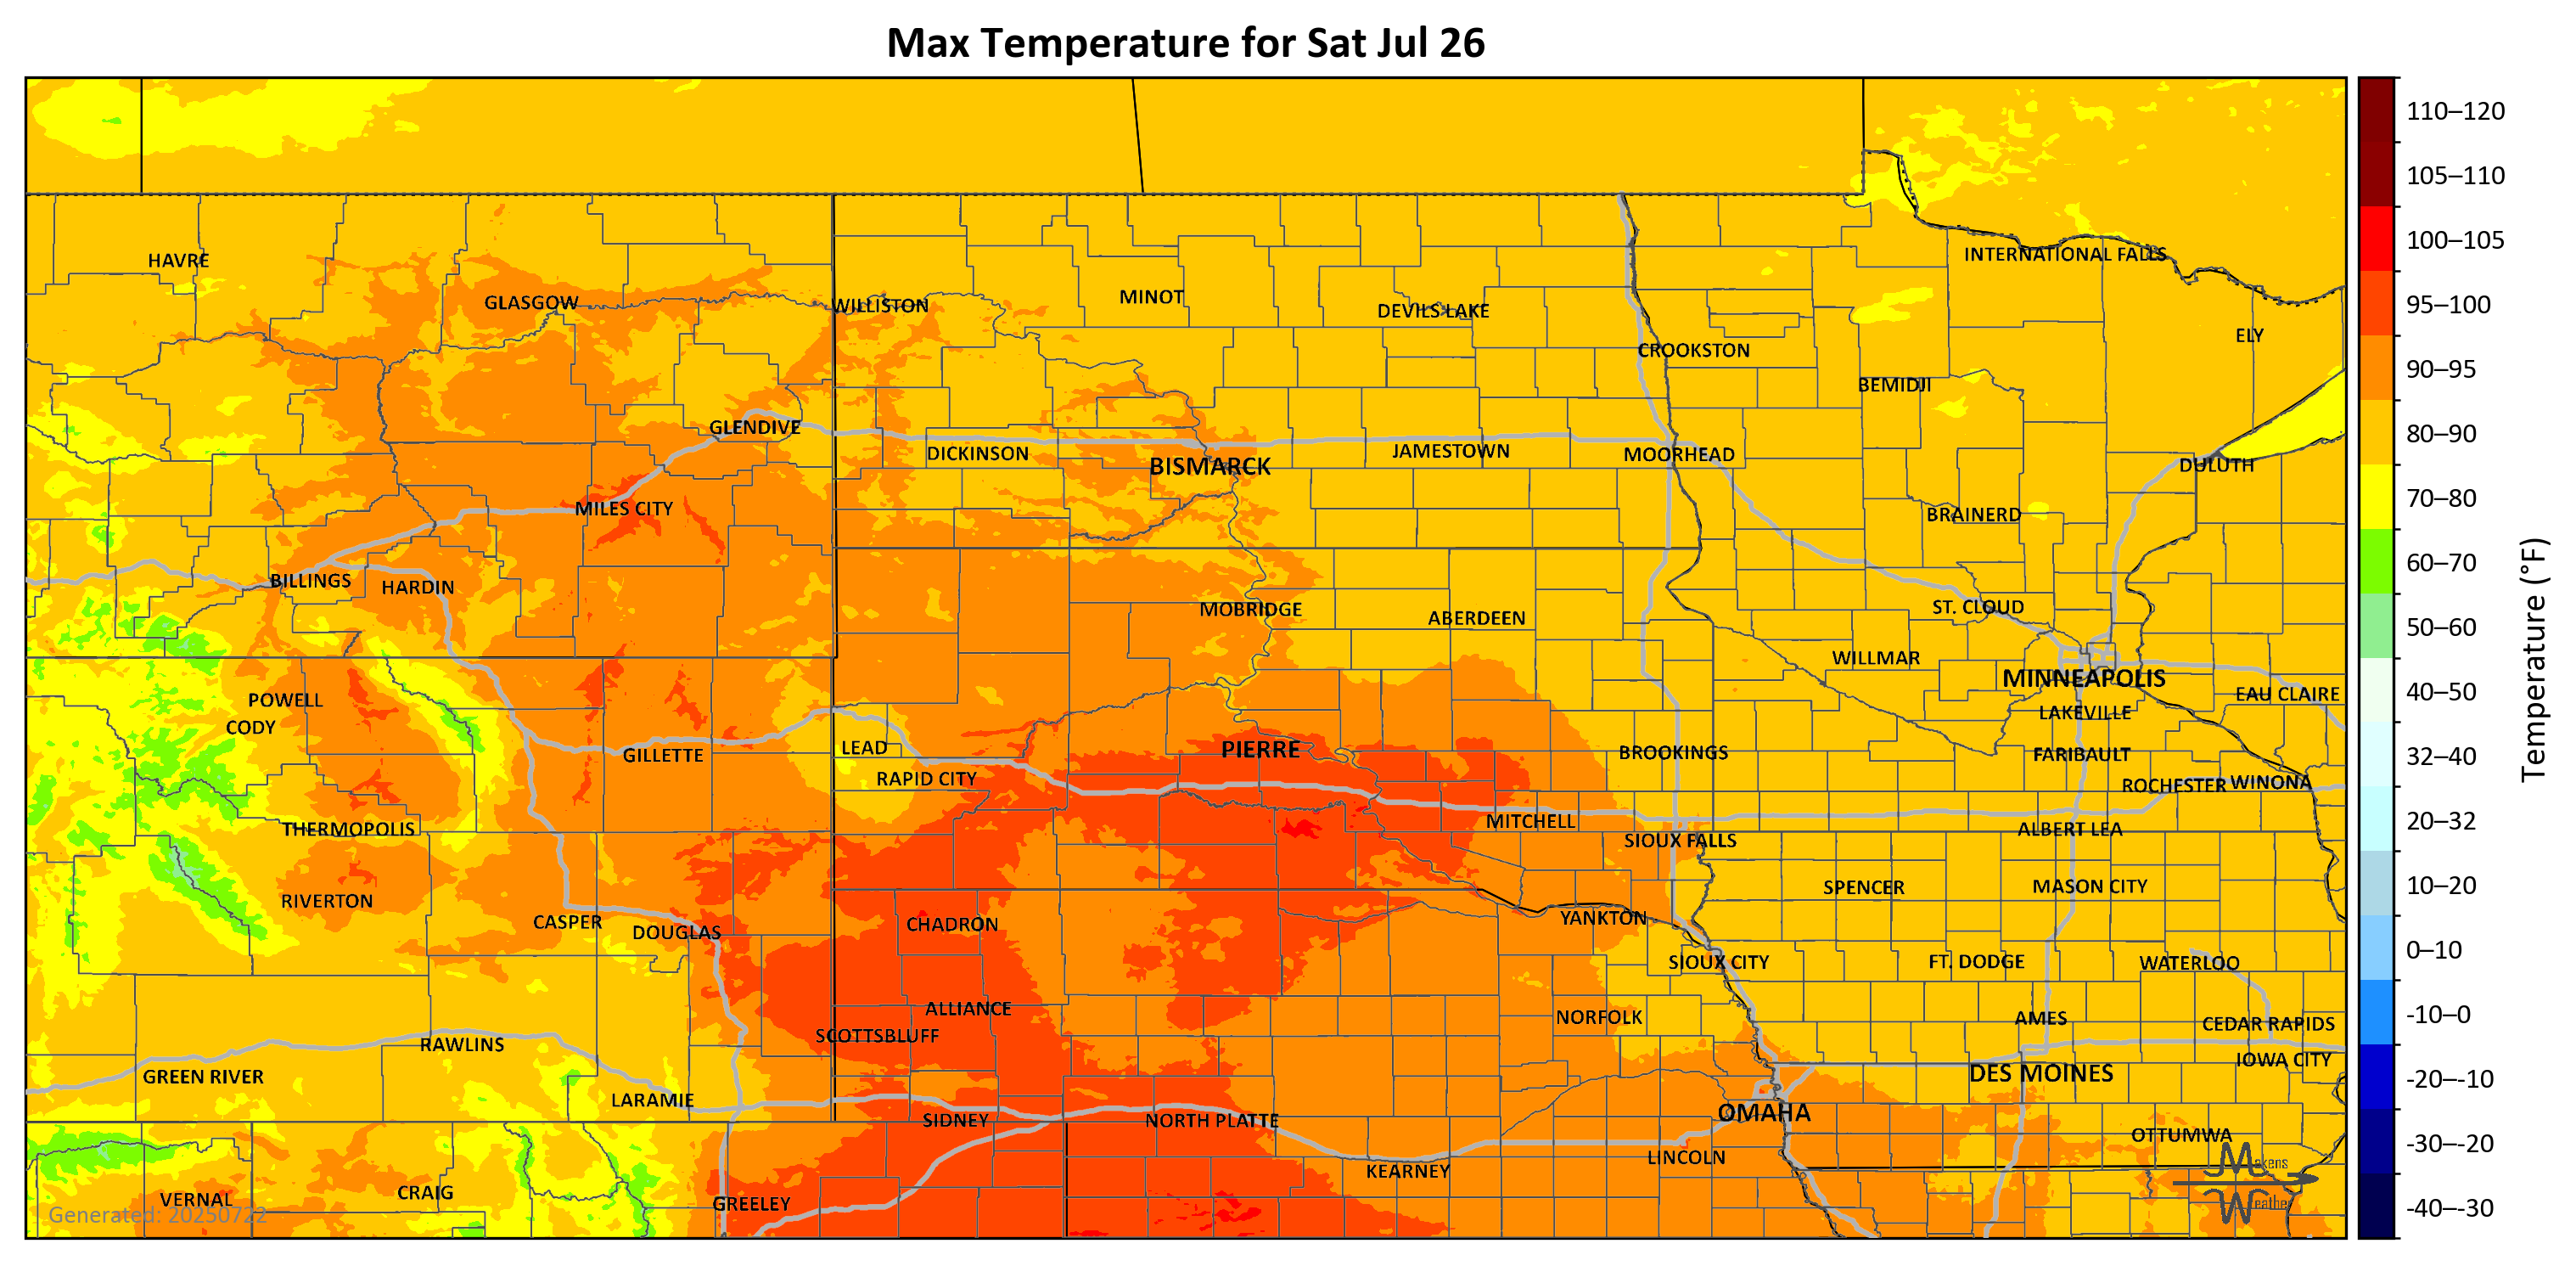 Max Temperature for Sat Jul 26
110–120
105–110
100–105
95–100
90–95
80–90
70–80
60–70
50–60
40–50
32–40
20–32
10–20
0–10
-10–0
-20–-10
-30–-20
-40–-30
Temperature (°F)
INTERNATIONAL FALLS
HAVRE
MINOT
GLASGOW
WILLISTON
DEVILS LAKE
ELY
CROOKSTON
BEMIDJI
GLENDIVE
DICKINSON
JAMESTOWN
MOORHEAD
BISMARCK
DULUTH
MILES CITY
BRAINERD
BILLINGS
HARDIN
MOBRIDGE
ABERDEEN
ST. CLOUD
WILLMAR
MINNEAPOLIS
EAU CLAIRE
POWELL
LAKEVILLE
CODY
LEAD
PIERRE
BROOKINGS
FARIBAULT
GILLETTE
RAPID CITY
ROCHESTER
WINONA
THERMOPOLIS
MITCHELL
ALBERT LEA
SIOUX FALLS
SPENCER
MASON CITY
RIVERTON
CASPER
CHADRON
YANKTON
DOUGLAS
SIOUX CITY
FT. DODGE
WATERLOO
ALLIANCE
NORFOLK
AMES
CEDAR RAPIDS
SCOTTSBLUFF
RAWLINS
IOWA CITY
GREEN RIVER
DES MOINES
LARAMIE
OMAHA
SIDNEY
NORTH PLATTE
OTTUMWA
LINCOLN
KEARNEY
CRAIG
VERNAL
GREELEY
Generated: 20250722
Makens
Weather